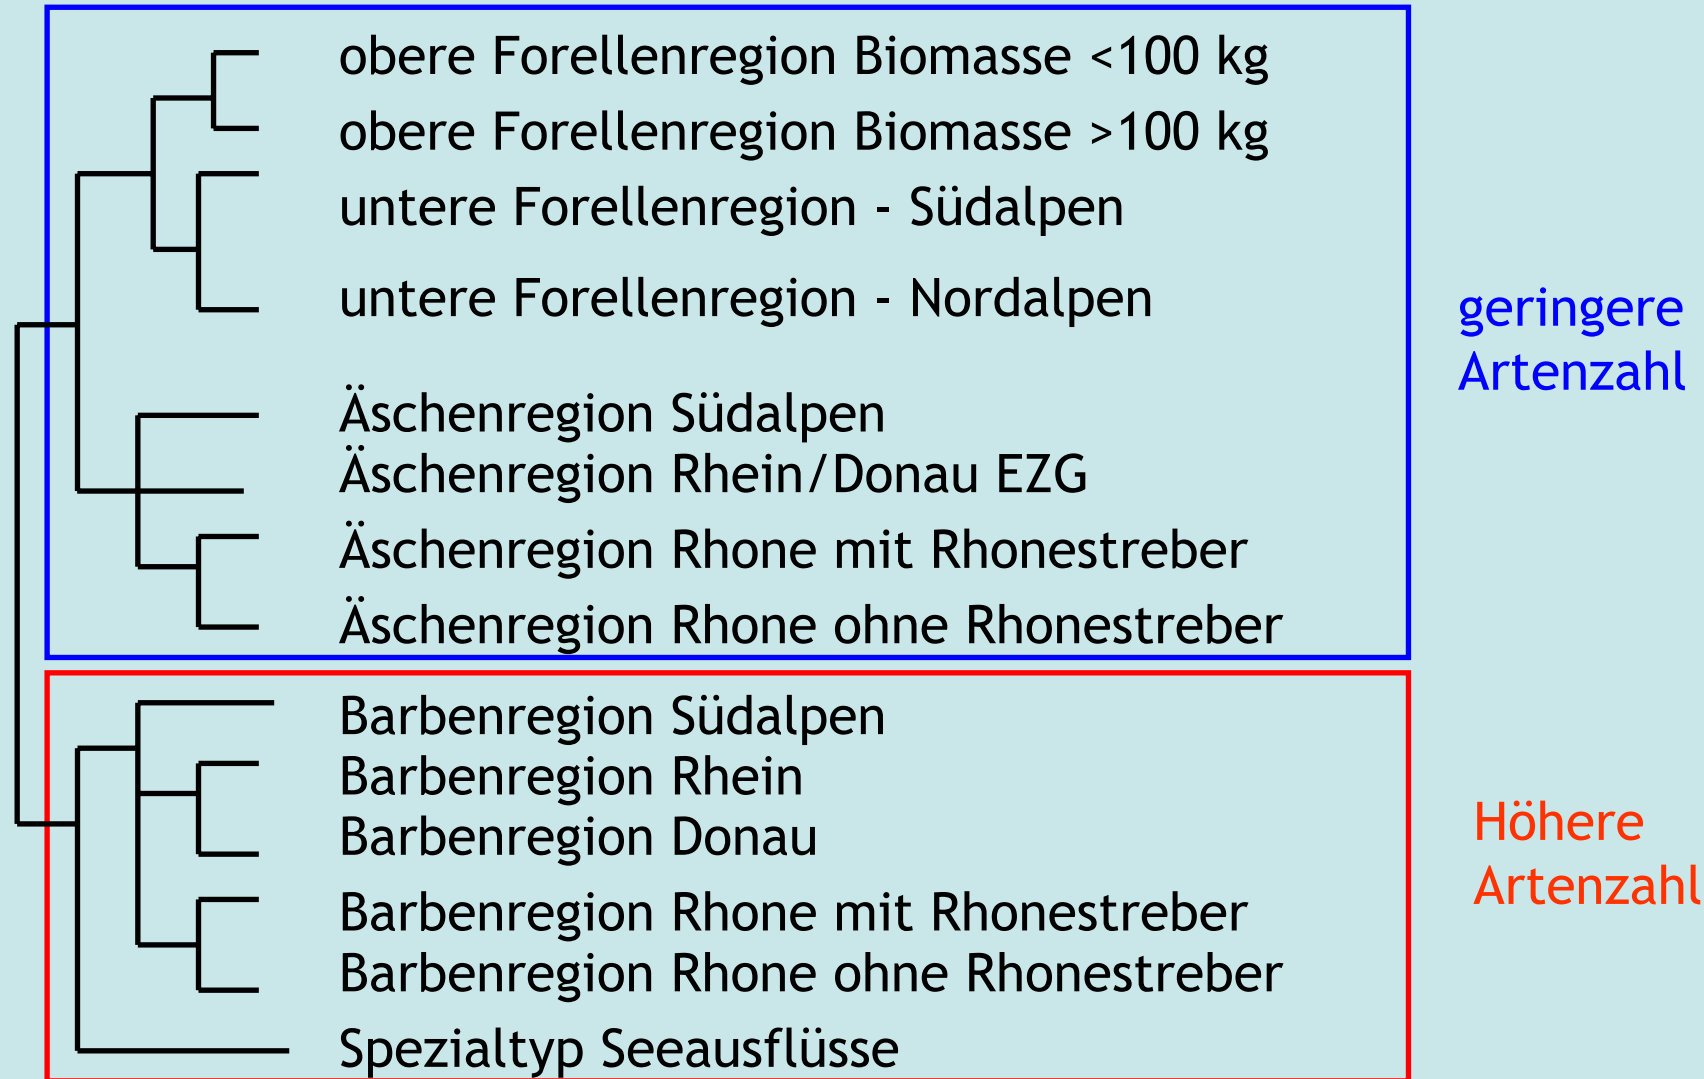 obere Forellenregion Biomasse <100 kg
obere Forellenregion Biomasse >100 kg
untere Forellenregion - Südalpen
untere Forellenregion - Nordalpen
Äschenregion Südalpen
Äschenregion Rhein/Donau EZG
Äschenregion Rhone mit Rhonestreber
Äschenregion Rhone ohne Rhonestreber
geringere
Artenzahl
Barbenregion Südalpen
Barbenregion Rhein
Barbenregion Donau
Barbenregion Rhone mit Rhonestreber
Barbenregion Rhone ohne Rhonestreber
Spezialtyp Seeausflüsse
Höhere
Artenzahl